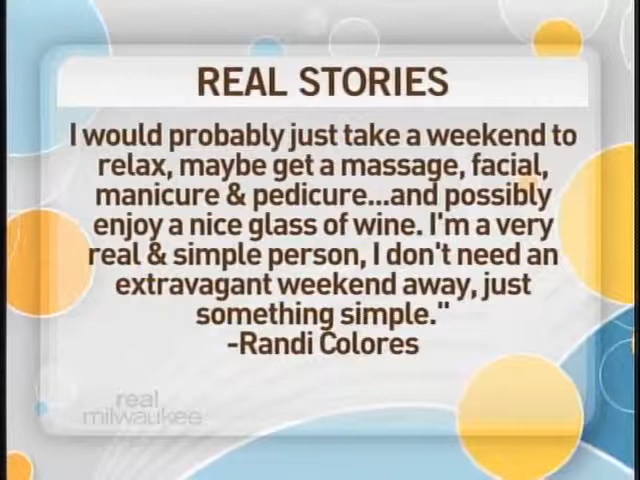 REAL STORIES
I would probably just take a weekend to
relax, maybe get a massage, facial,
manicure & pedicure...and possibly
enjoy a nice glass of wine. I'm a very
real & simple person, I don't need an
extravagant weekend away, just
something simple."
-Randi Colores
real
milwaukee